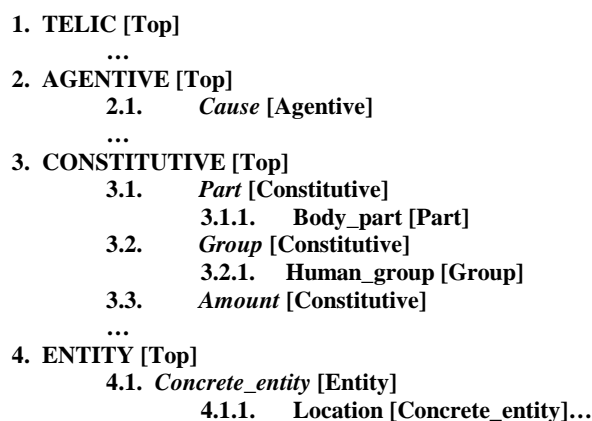 1. TELIC [Top]
…
2. AGENTIVE [Top]
2.1. Cause [Agentive]
…
3. CONSTITUTIVE [Top]
3.1. Part [Constitutive]
3.1.1. Body_part [Part]
3.2. Group [Constitutive]
3.2.1. Human_group [Group]
3.3. Amount [Constitutive]
…
4. ENTITY [Top]
4.1. Concrete_entity [Entity]
4.1.1. Location [Concrete_entity]…